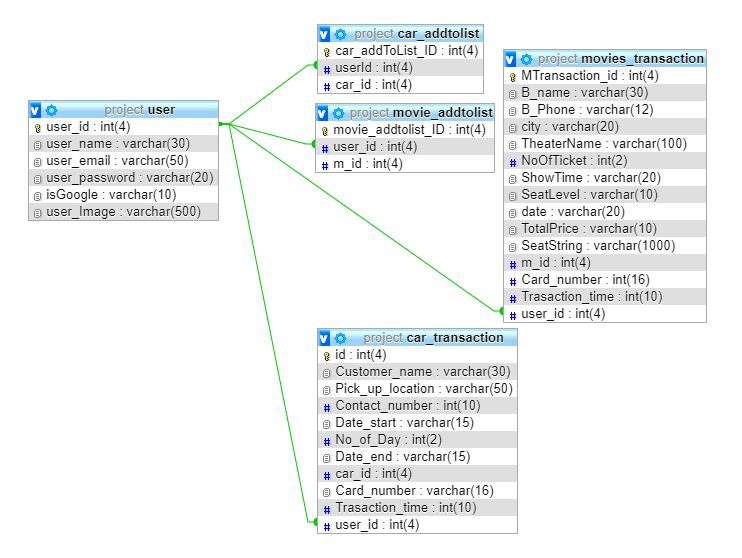 project user
user_id : int(4)
user_name : varchar(30)
user_email : varchar(50)
user_password : varchar(20)
isGoogle : varchar(10)
user_Image : varchar(500)
project car_addtolist
car_addToList_ID : int(4)
userId : int(4)
car_id : int(4)
project movie_addtolist
movie_addtolist_ID : int(4)
user_id : int(4)
m_id : int(4)
project movies_transaction
MTransaction_id : int(4)
B_name : varchar(30)
B_Phone : varchar(12)
city : varchar(20)
TheaterName : varchar(100)
NoOfTicket : int(2)
ShowTime : varchar(20)
SeatLevel : varchar(10)
date : varchar(20)
TotalPrice : varchar(10)
SeatString : varchar(1000)
m_id : int(4)
Card_number : int(16)
Trasaction_time : int(10)
user_id : int(4)
project car_transaction
id : int(4)
Customer_name : varchar(30)
Pick_up_location : varchar(50)
Contact_number : int(10)
Date_start : varchar(15)
No_of_Day : int(2)
Date_end : varchar(15)
car_id : int(4)
Card_number : varchar(16)
Trasaction_time : int(10)
user_id : int(4)